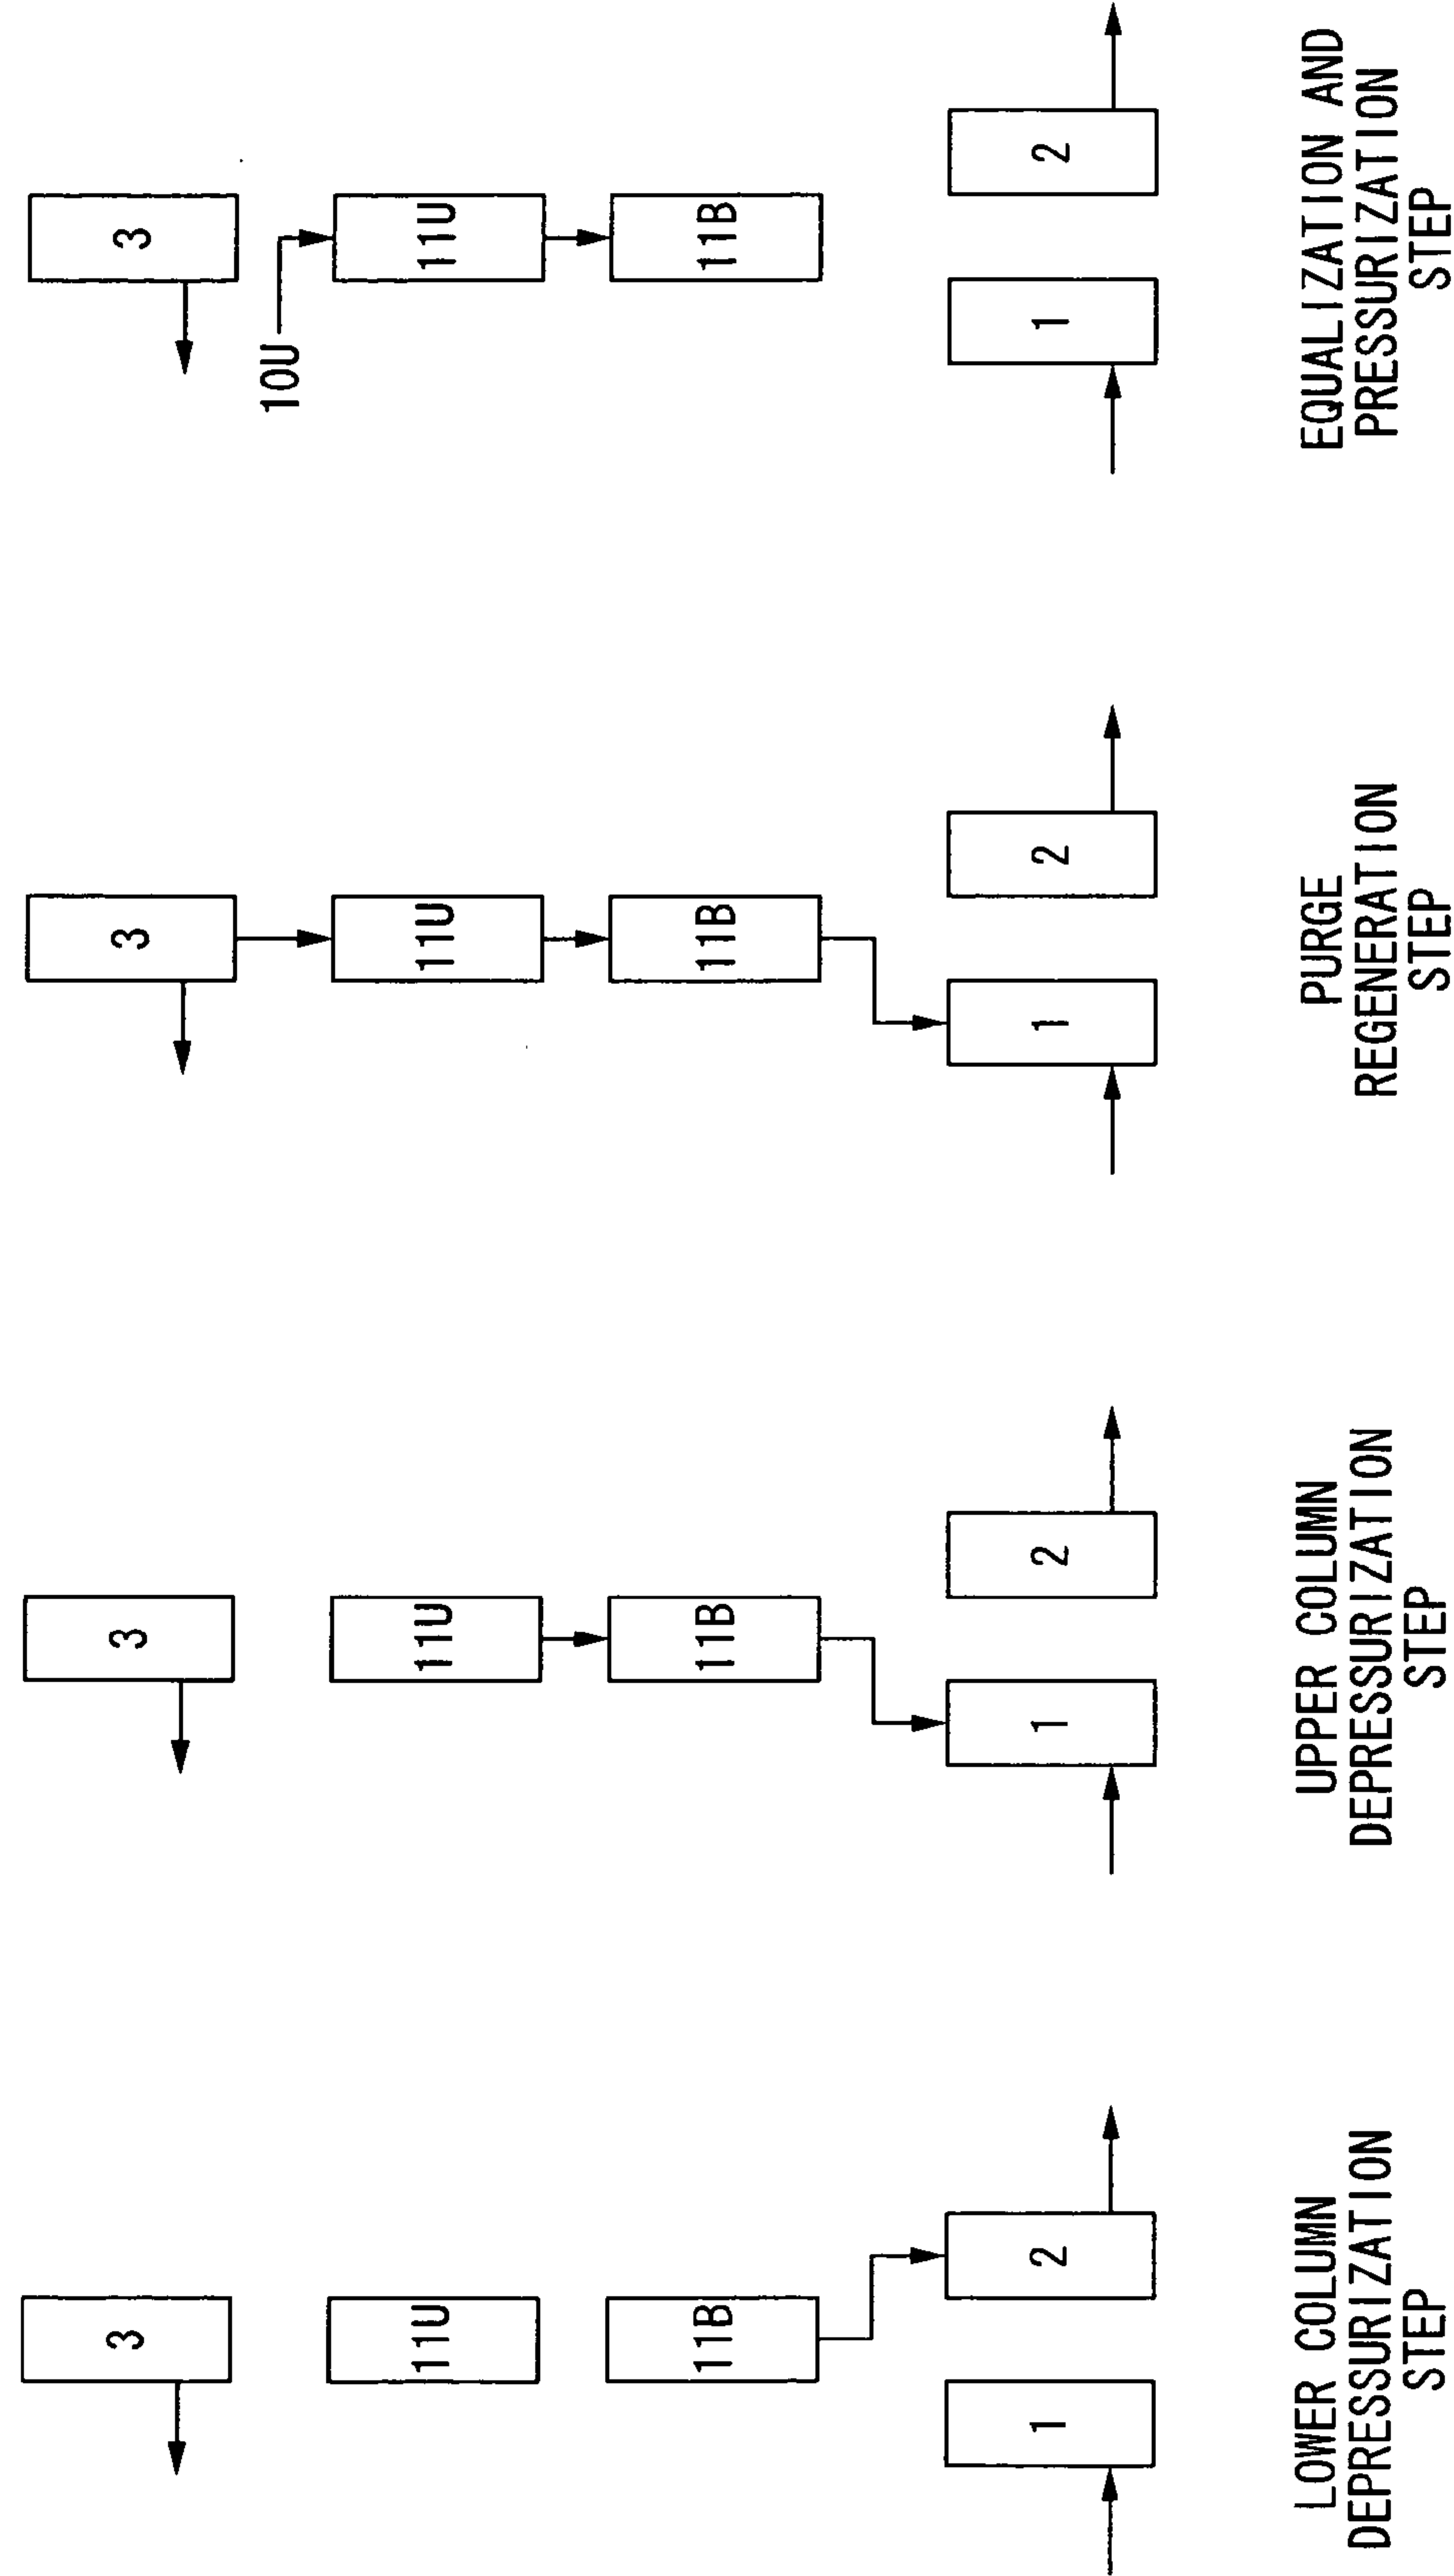 3
11U
11B
1
2
LOWER COLUMN
DEPRESSURIZATION
STEP
3
11U
11B
1
2
UPPER COLUMN
DEPRESSURIZATION
STEP
3
11U
11B
1
2
PURGE
REGENERATION
STEP
3
10U
11U
11B
1
2
EQUALIZATION AND
PRESSURIZATION
STEP